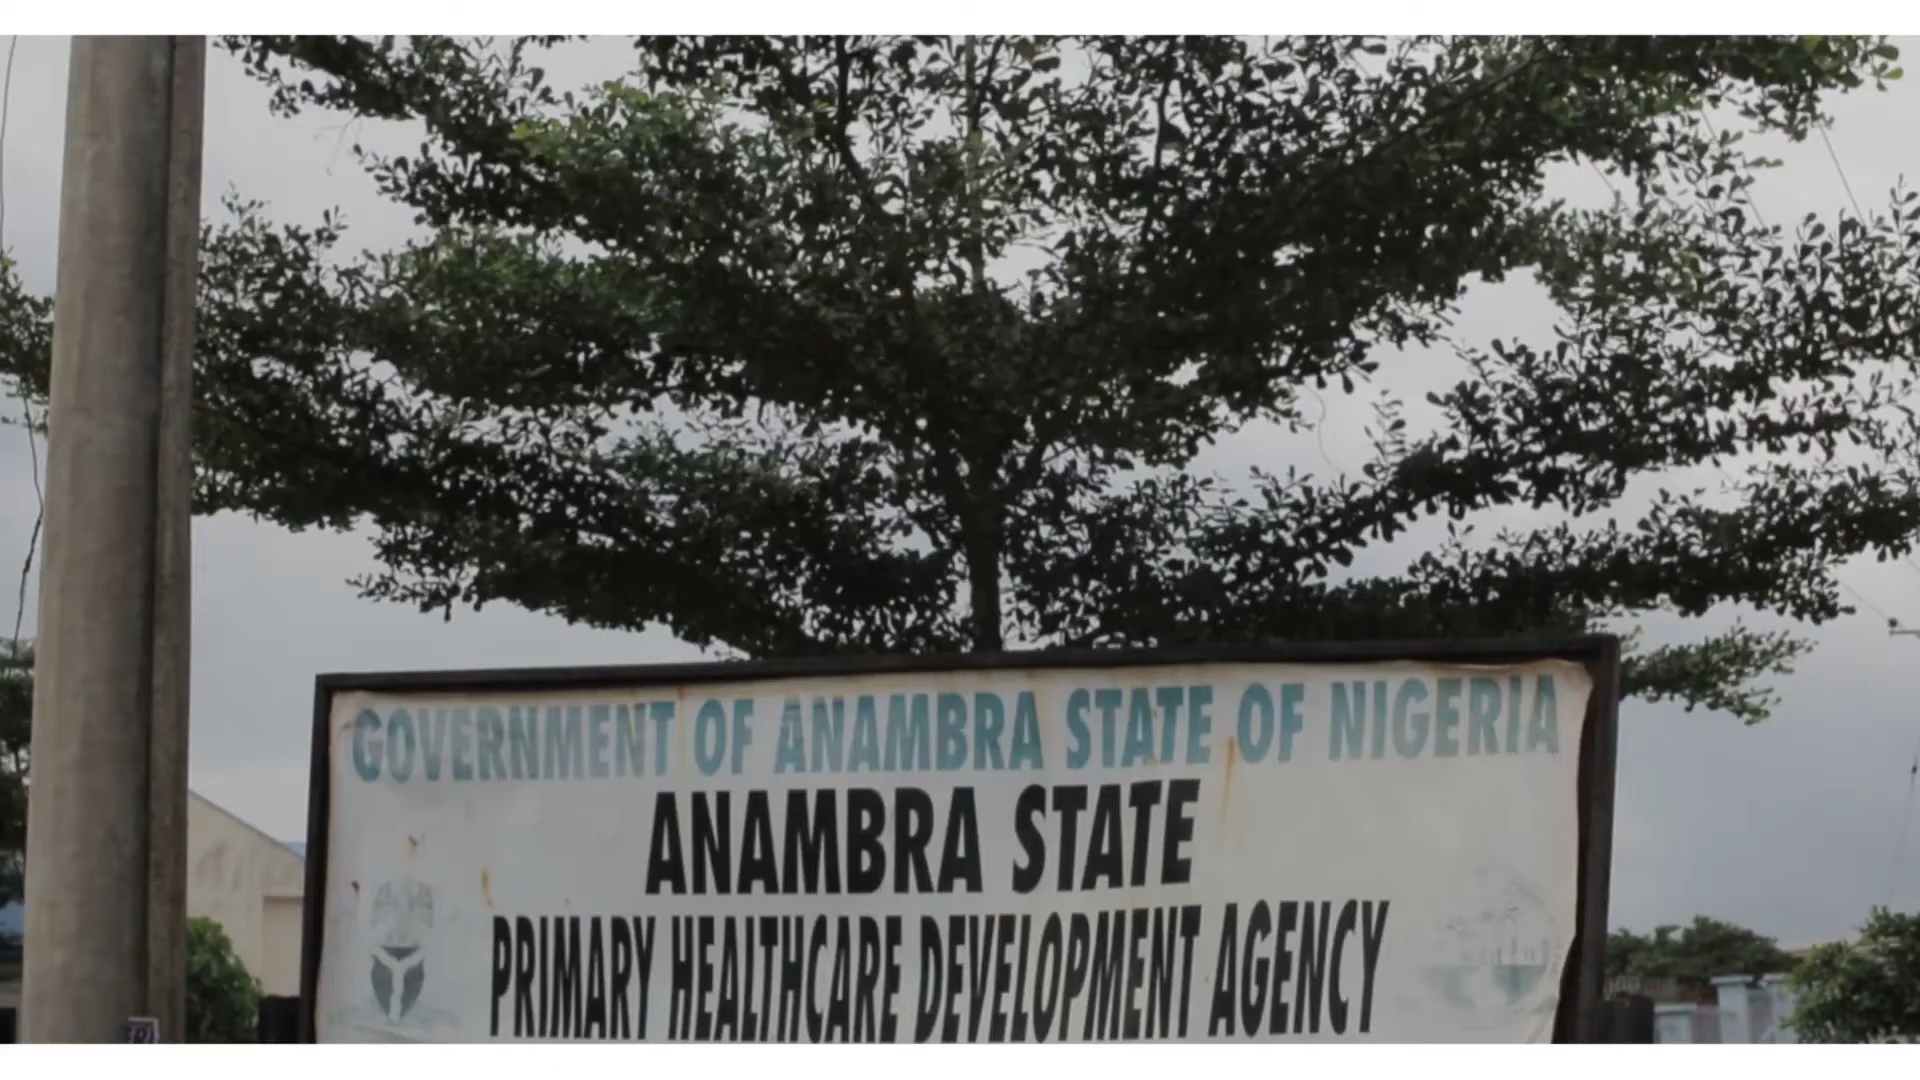 GOVERNMENT OF ANAMBRA STATE OF NIGERIA
ANAMBRA STATE
PRIMARY HEALTHCARE DEVELOPMENT AGENCY